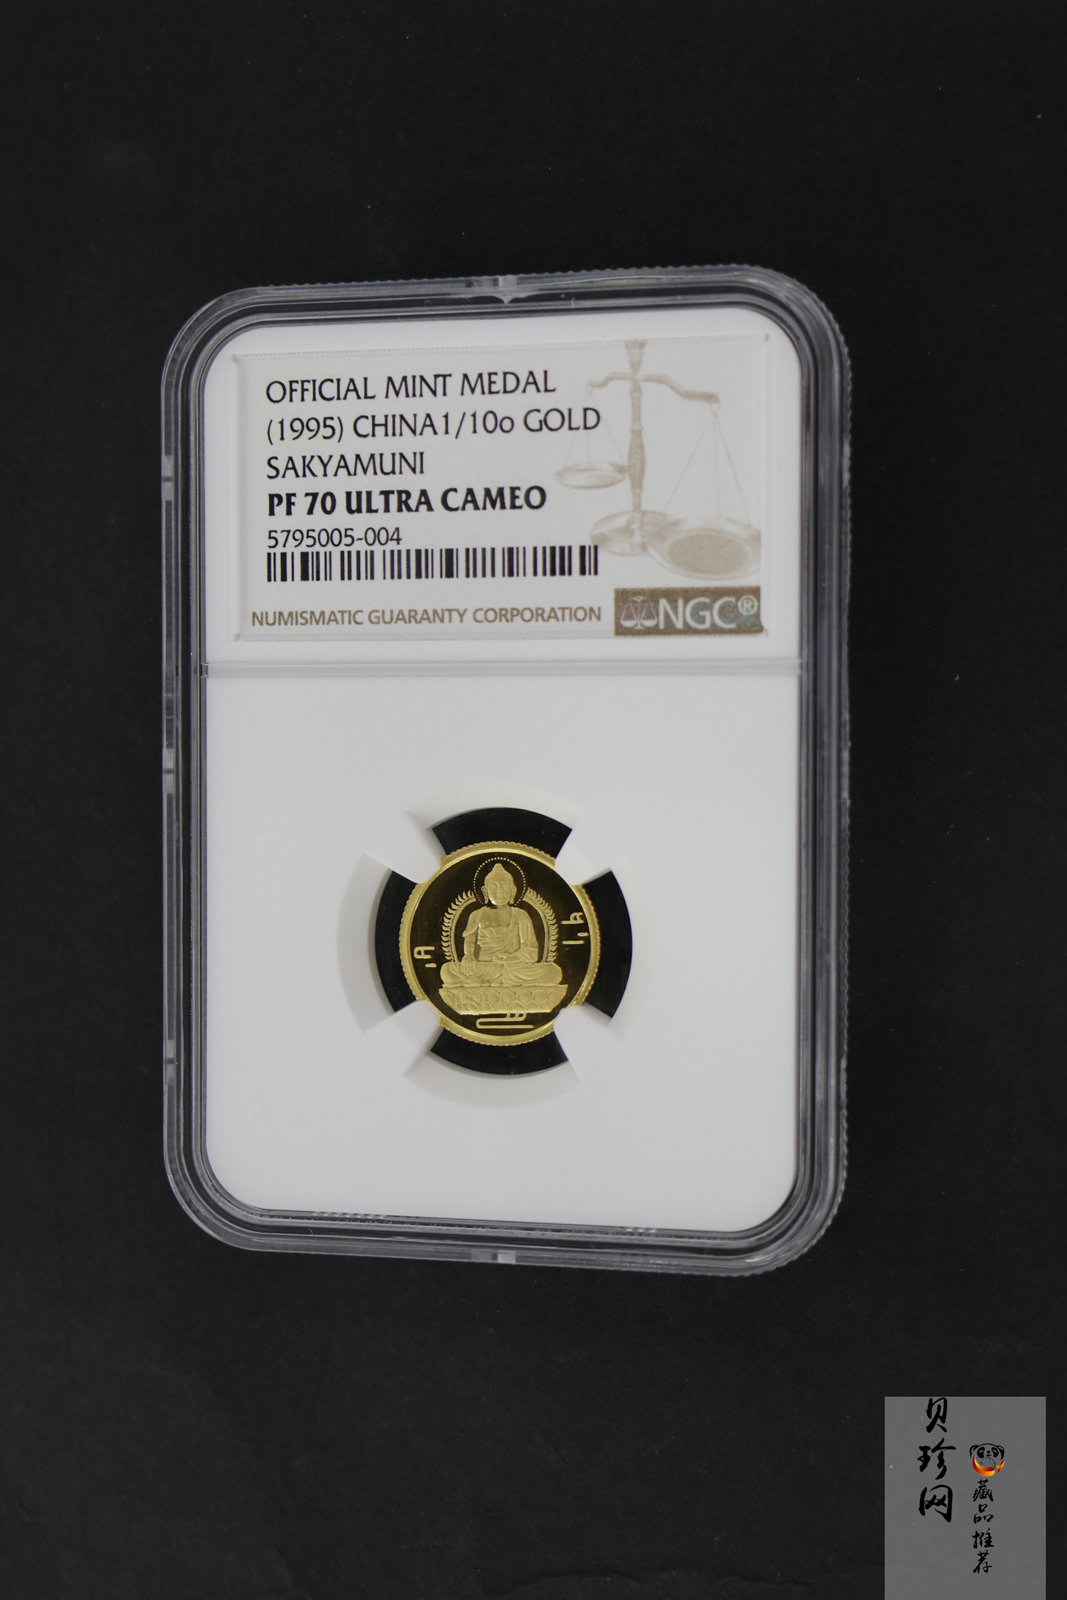 OFFICIAL MINT MEDAL
(1995) CHINA1/10o GOLD
SAKYAMUNI
PF 70 ULTRA CAMEO
5795005-004
NUMISMATIC GUARANTY CORPORATION
NGC®
贝珍网
藏品推荐